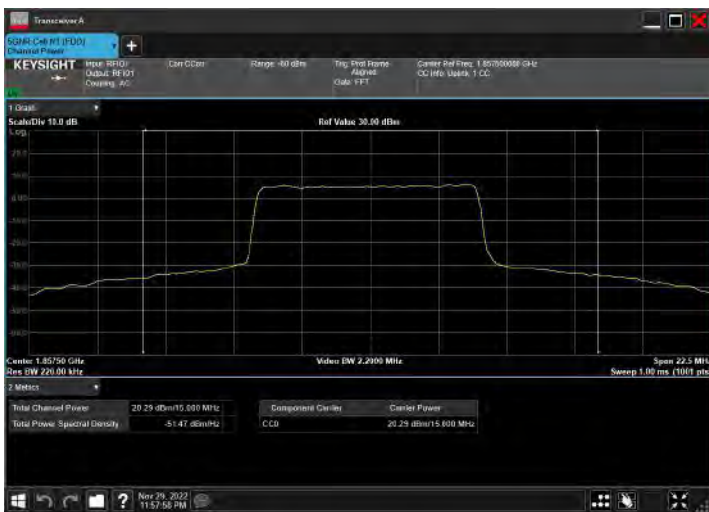 Transceiver A
5GNR-Cell N1 (FDD)
Channel Power
+
KEYSIGHT
Input: RFIO1
Output: RFIO1
Coupling: AC
Corr CCorr
Range: -60 dBm
Trig: Prot Frame
Aligned
Gate: FFT
Carrier Ref Freq: 1.857500000 GHz
CC Info: Uplink, 1 CC
1 Graph
Scale/Div 10.0 dB
Ref Value 30.00 dBm
Log
Center 1.85750 GHz
Video BW 2.2000 MHz
Span 22.5 MHz
Res BW 220.00 kHz
Sweep 1.00 ms (1001 pts
2 Metrics
Total Channel Power 20.29 dBm/15.000 MHz
Total Power Spectral Density -51.47 dBm/Hz
Component Carrier Carrier Power
CC0 20.29 dBm/15.000 MHz
?
Nov 29, 2022
11:57:58 PM